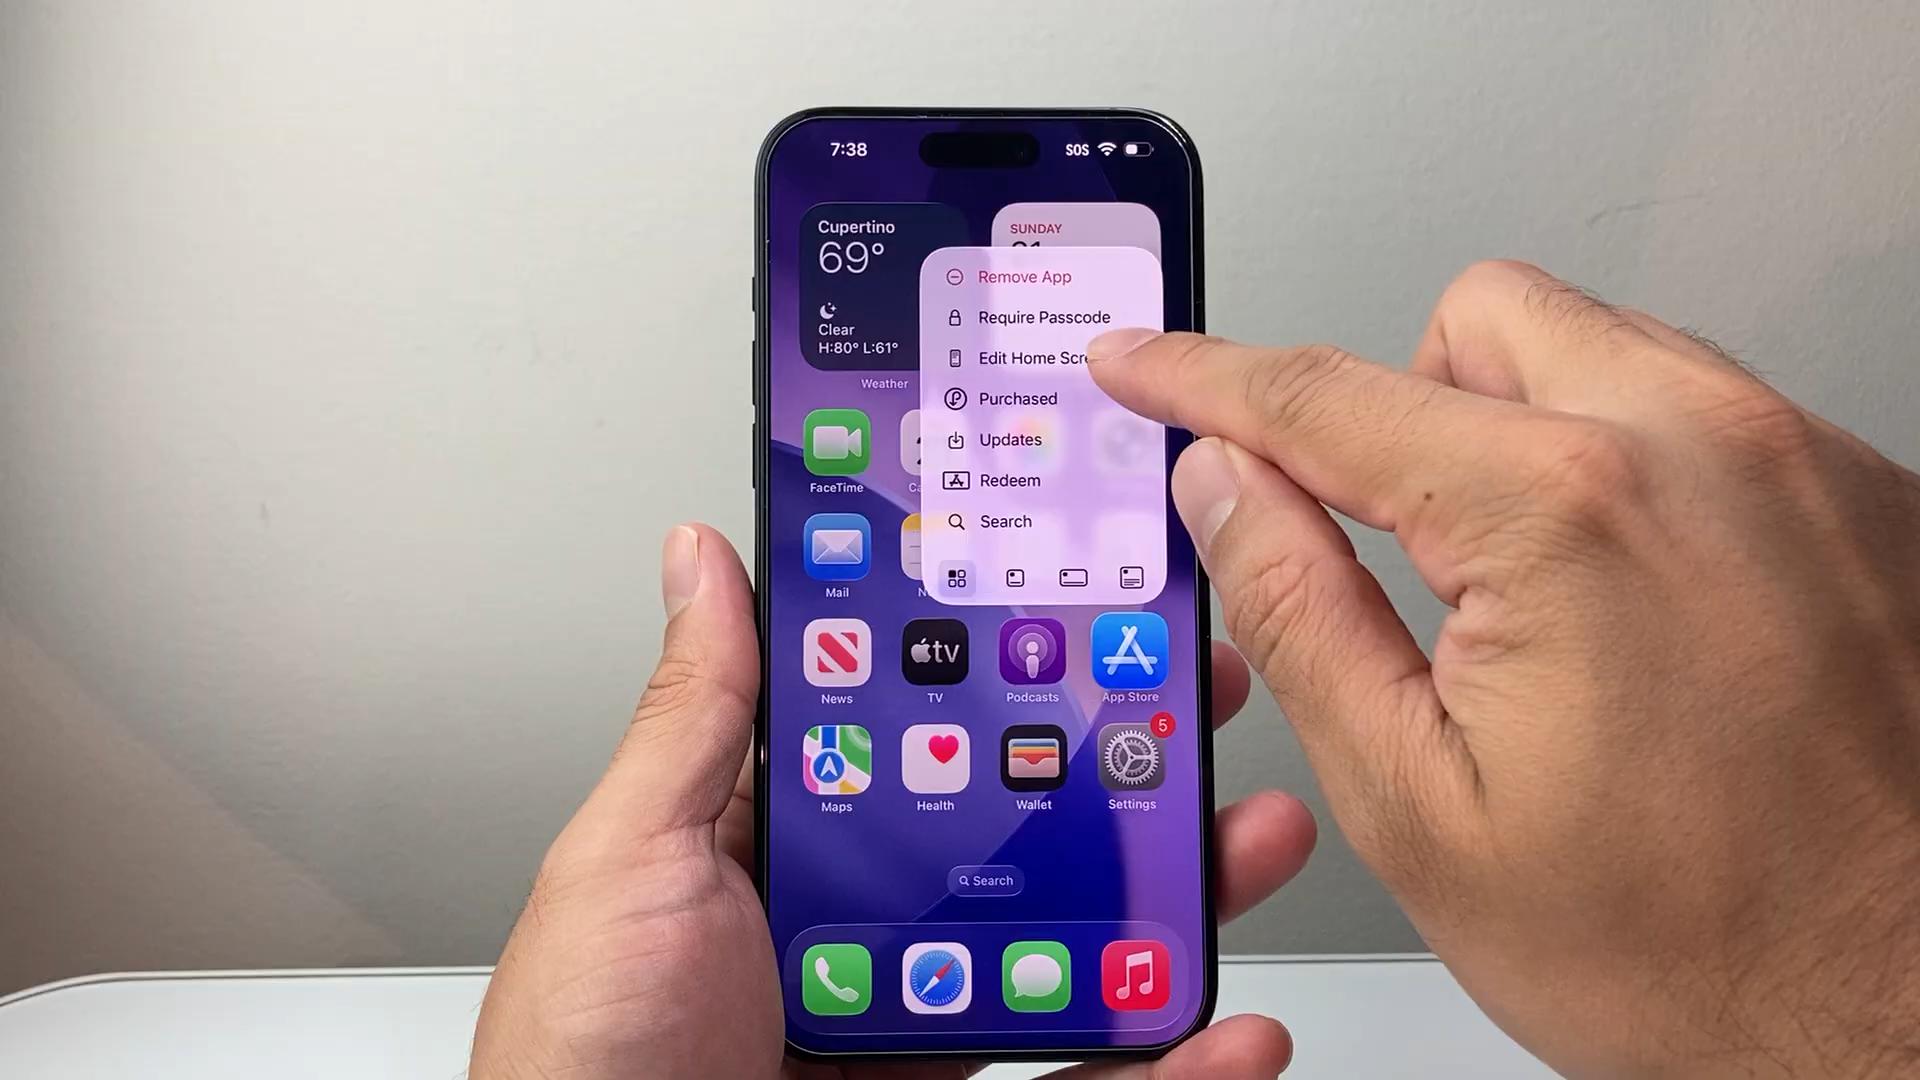 7:38
SOS
Cupertino
69°
Clear
H:80° L:61°
Weather
SUNDAY
Remove App
Require Passcode
Edit Home Scre
Purchased
Updates
Redeem
Search
FaceTime
Mail
News
tv
TV
Podcasts
App Store
Maps
Health
Wallet
5
Settings
Search